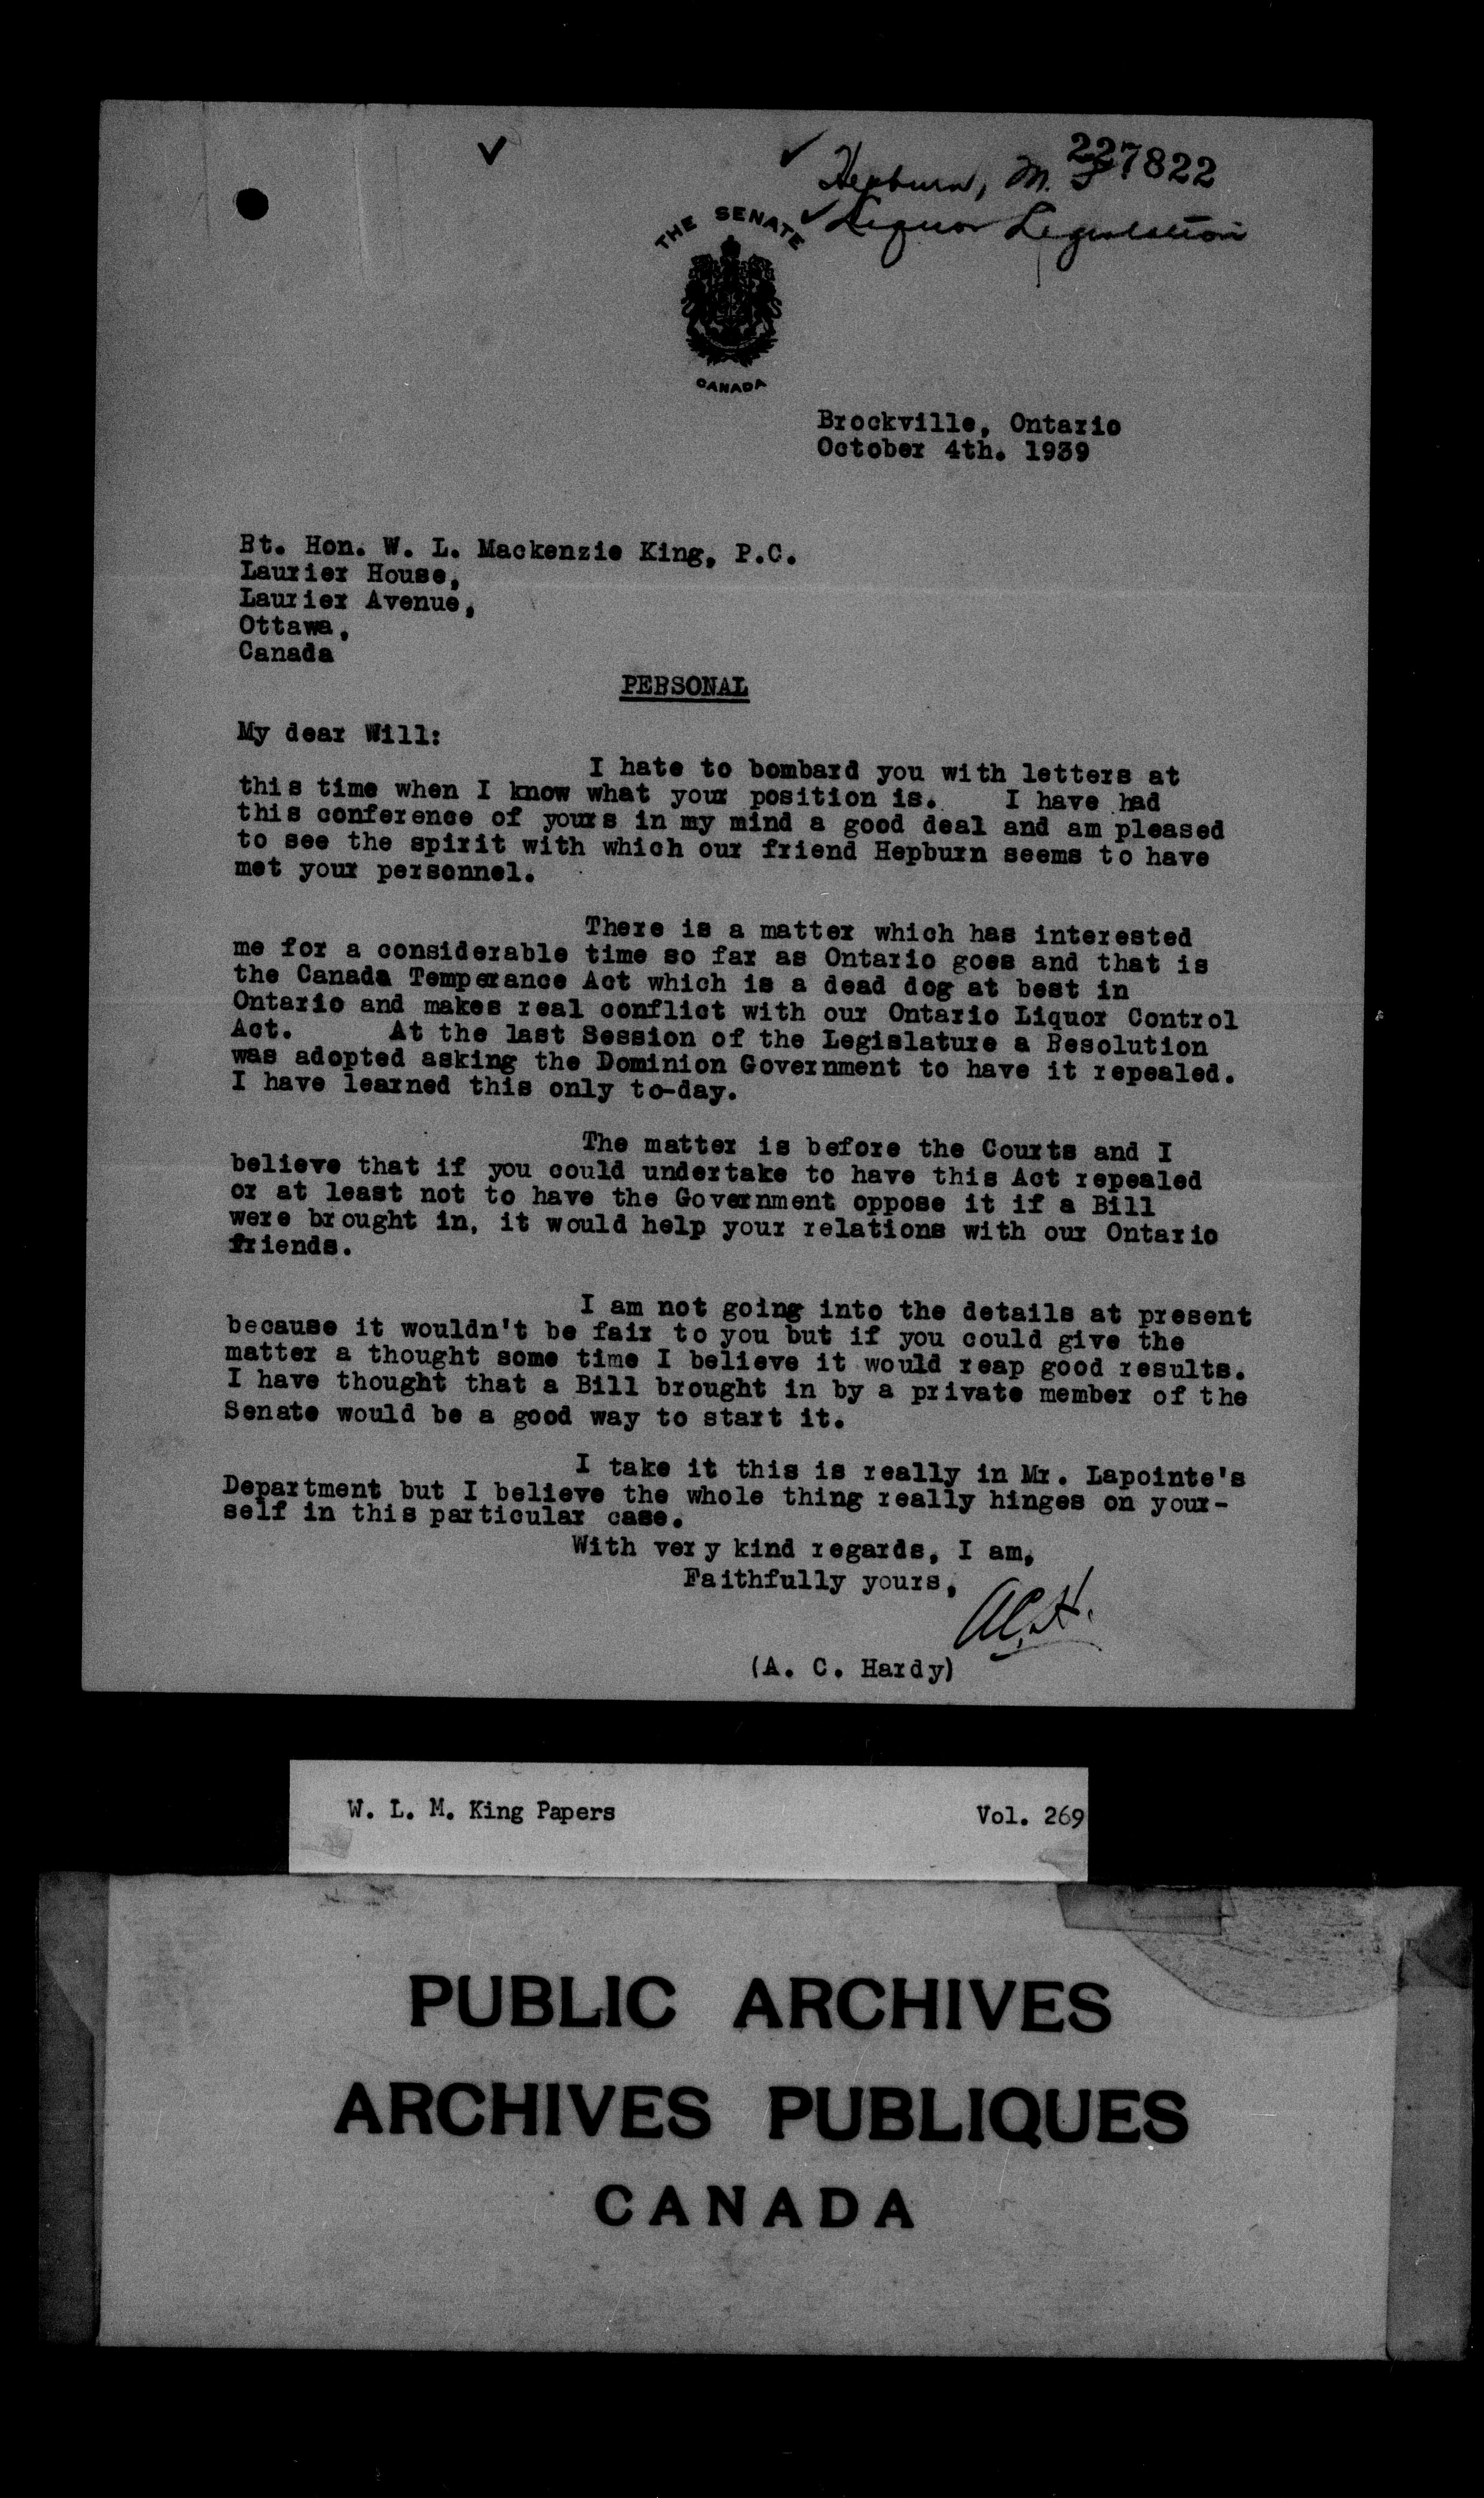 227822
Hepburn, M. F
Liquor Legislation
THE SENATE
CANADA
Brockville, Ontario
October 4th. 1939
Rt. Hon. W. L. Mackenzie King, P.C.
Laurier House,
Laurier Avenue,
Ottawa,
Canada
PERSONAL
My dear Will:
I hate to bombard you with letters at
this time when I know what your position is. I have had
this conference of yours in my mind a good deal and am pleased
to see the spirit with which our friend Hepburn seems to have
met your personnel.
There is a matter which has interested
me for a considerable time so far as Ontario goes and that is
the Canada Temperance Act which is a dead dog at best in
Ontario and makes real conflict with our Ontario Liquor Control
Act. At the last Session of the Legislature a Resolution
was adopted asking the Dominion Government to have it repealed.
I have learned this only to-day.
The matter is before the Courts and I
believe that if you could undertake to have this Act repealed
or at least not to have the Government oppose it if a Bill
were brought in, it would help your relations with our Ontario
friends.
I am not going into the details at present
because it wouldn't be fair to you but if you could give the
matter a thought some time I believe it would reap good results.
I have thought that a Bill brought in by a private member of the
Senate would be a good way to start it.
I take it this is really in Mr. Lapointe's
Department but I believe the whole thing really hinges on your-
self in this particular case.
With very kind regards, I am,
Faithfully yours,
A.C.H.
(A. C. Hardy)
W. L. M. King Papers Vol. 269
PUBLIC ARCHIVES
ARCHIVES PUBLIQUES
CANADA